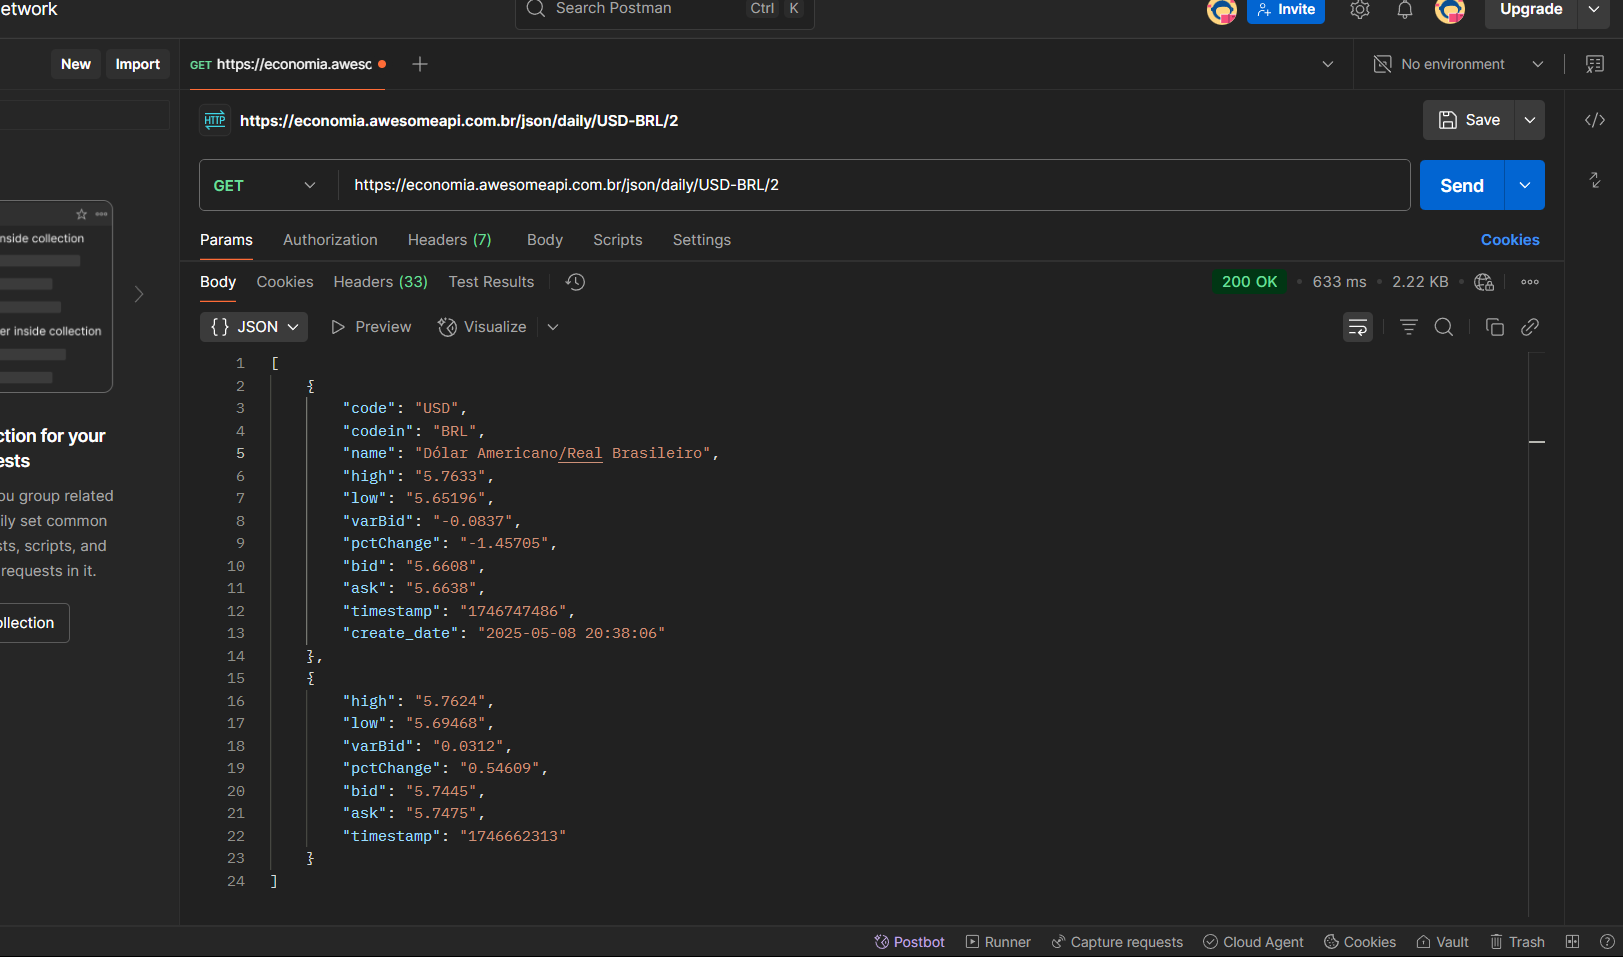 etwork
Search Postman Ctrl K
Invite
Upgrade
New Import
GET https://economia.awesc
No environment
HTTP https://economia.awesomeapi.com.br/json/daily/USD-BRL/2
Save
GET https://economia.awesomeapi.com.br/json/daily/USD-BRL/2
Send
Params Authorization Headers (7) Body Scripts Settings
Cookies
Body Cookies Headers (33) Test Results
200 OK • 633 ms • 2.22 KB •
{} JSON Preview Visualize
nside collection
er inside collection
ction for your
ests
ou group related
ily set common
sts, scripts, and
requests in it.
ollection
1 [
2 {
3 "code": "USD",
4 "codein": "BRL",
5 "name": "Dólar Americano/Real Brasileiro",
6 "high": "5.7633",
7 "low": "5.65196",
8 "varBid": "-0.0837",
9 "pctChange": "-1.45705",
10 "bid": "5.6608",
11 "ask": "5.6638",
12 "timestamp": "1746747486",
13 "create_date": "2025-05-08 20:38:06"
14 },
15 {
16 "high": "5.7624",
17 "low": "5.69468",
18 "varBid": "0.0312",
19 "pctChange": "0.54609",
20 "bid": "5.7445",
21 "ask": "5.7475",
22 "timestamp": "1746662313"
23 }
24 ]
Postbot Runner Capture requests Cloud Agent Cookies Vault Trash